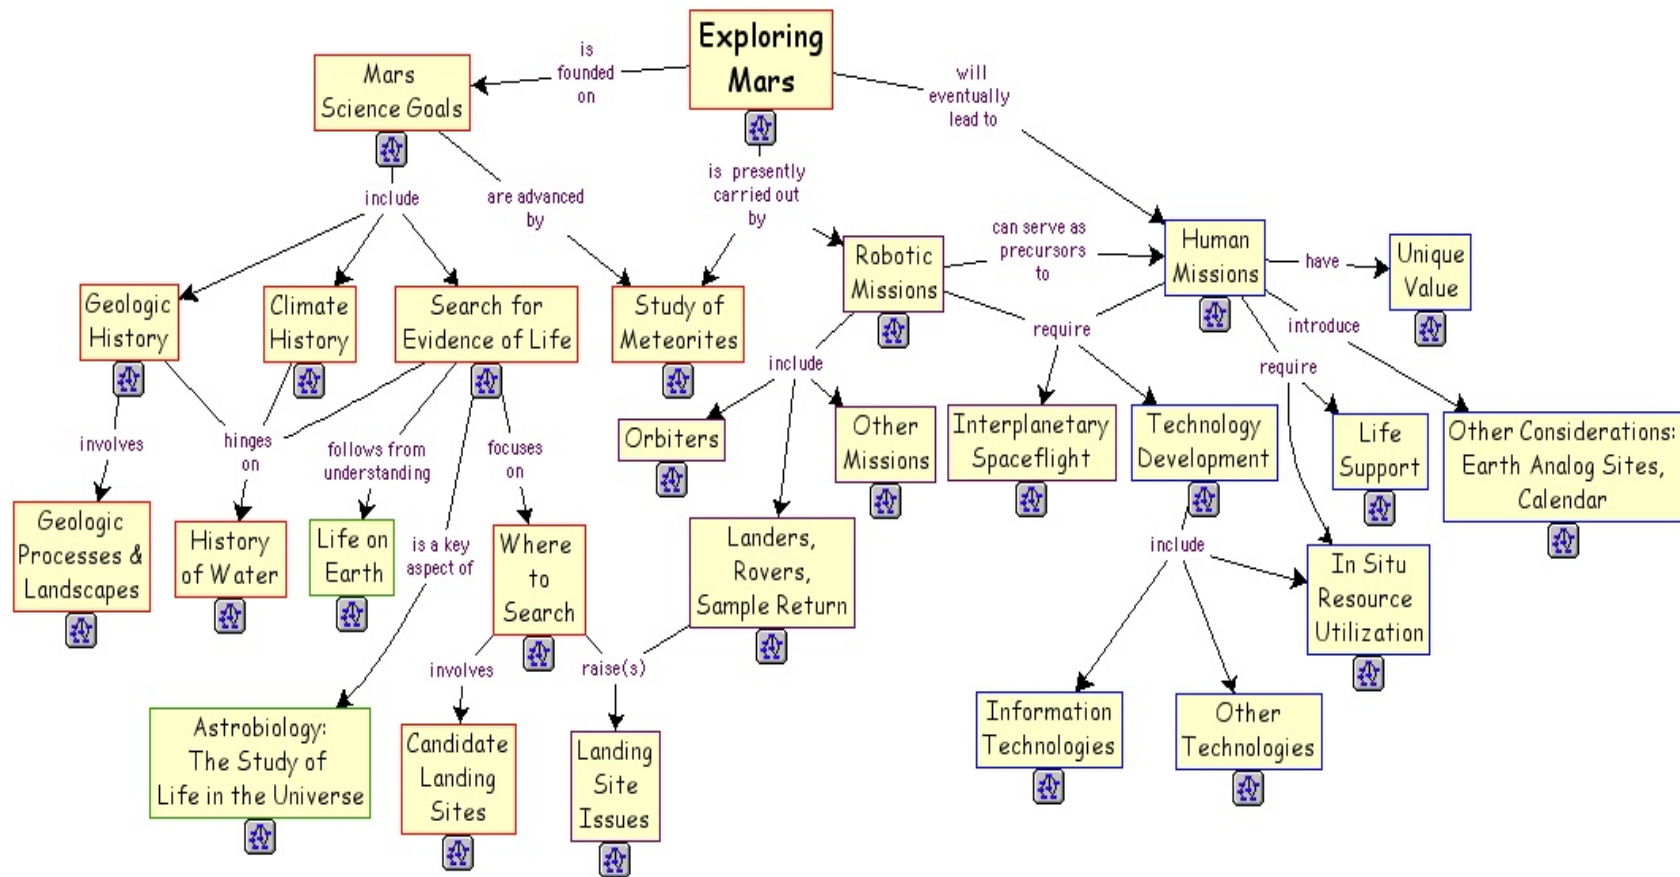 Exploring
Mars
is
founded
on
Mars
Science Goals
will
eventually
lead to
is presently
carried out
by
include
are advanced
by
can serve as
precursors
to
Human
Missions
have
Unique
Value
Robotic
Missions
Geologic
History
Climate
History
Search for
Evidence of Life
Study of
Meteorites
require
introduce
include
require
involves
hinges
on
follows from
understanding
focuses
on
Orbiters
Other
Missions
Interplanetary
Spaceflight
Technology
Development
Life
Support
Other Considerations:
Earth Analog Sites,
Calendar
Geologic
Processes &
Landscapes
History
of Water
Life on
Earth
is a key
aspect of
Where
to
Search
Landers,
Rovers,
Sample Return
include
In Situ
Resource
Utilization
involves
raise(s)
Astrobiology:
The Study of
Life in the Universe
Candidate
Landing
Sites
Landing
Site
Issues
Information
Technologies
Other
Technologies